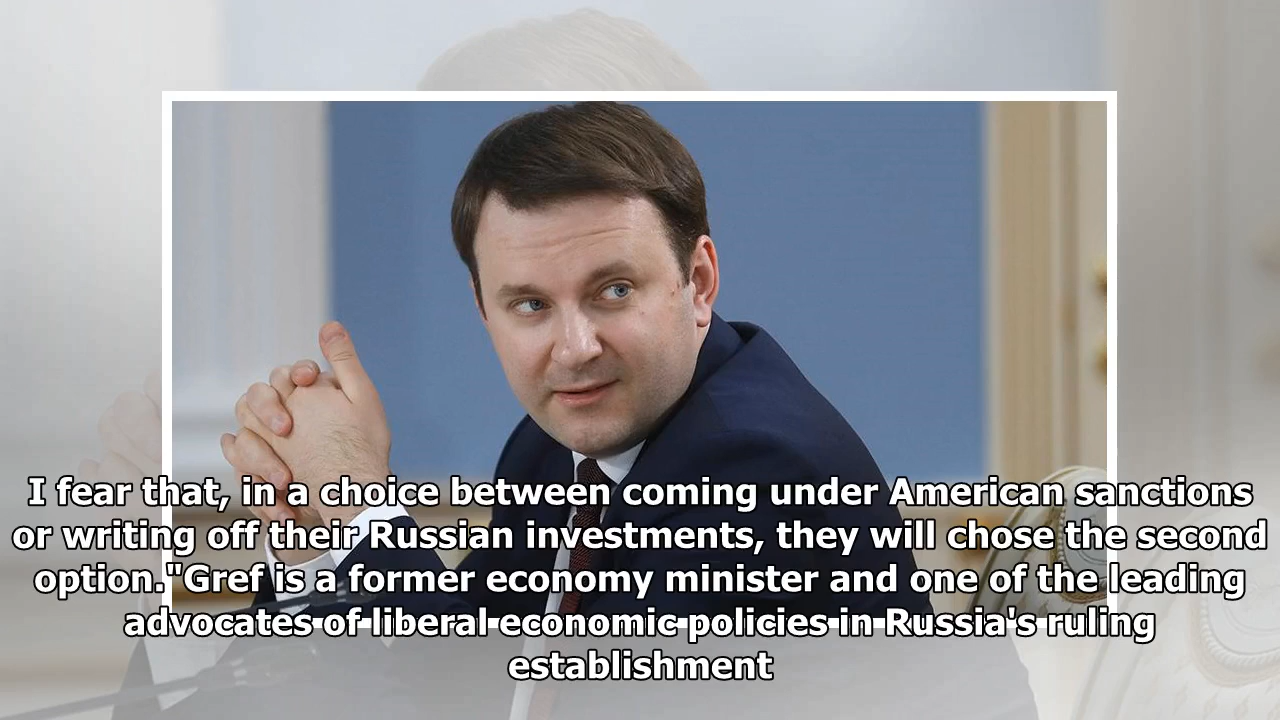 I fear that, in a choice between coming under American sanctions
or writing off their Russian investments, they will chose the second
option."Gref is a former economy minister and one of the leading
advocates of liberal economic policies in Russia's ruling
establishment